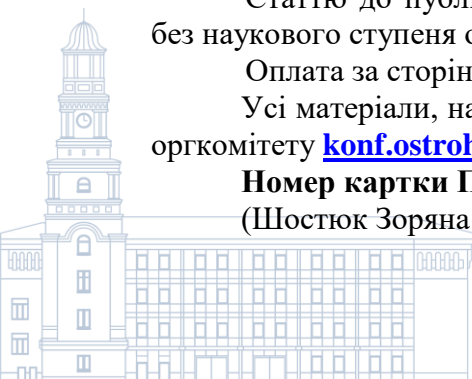 Статтю до публі
без наукового ступеня о
Оплата за сторін
Усі матеріали, на
оргкомітету konf.ostroh
Номер картки П
(Шостюк Зоряна